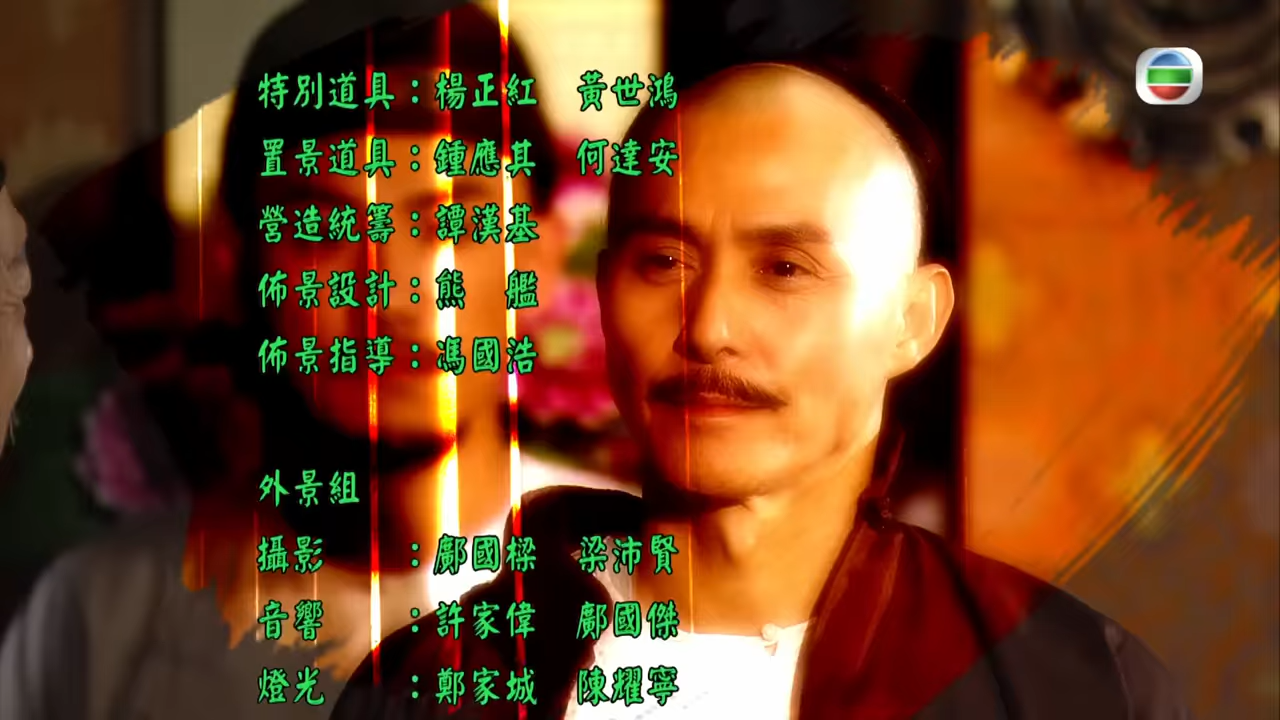 特別道具：楊正紅　黃世鴻
置景道具：鍾應其　何達安
營造統籌：譚漢基
佈景設計：熊　艦
佈景指導：馮國浩
外景組
攝影　　：鄺國樑　梁沛賢
音響　　：許家偉　鄺國傑
燈光　　：鄭家城　陳耀寧